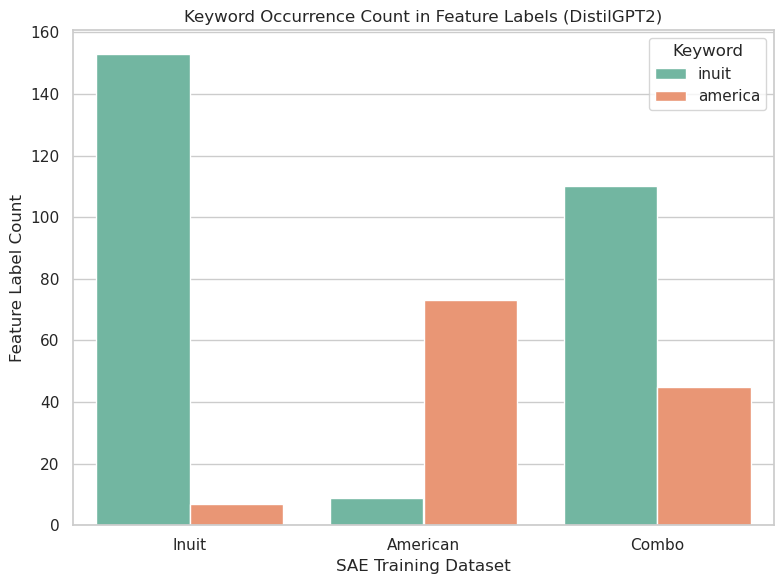 Keyword Occurrence Count in Feature Labels (DistilGPT2)
Keyword
inuit
america
Feature Label Count
160
140
120
100
80
60
40
20
0
Inuit
American
Combo
SAE Training Dataset